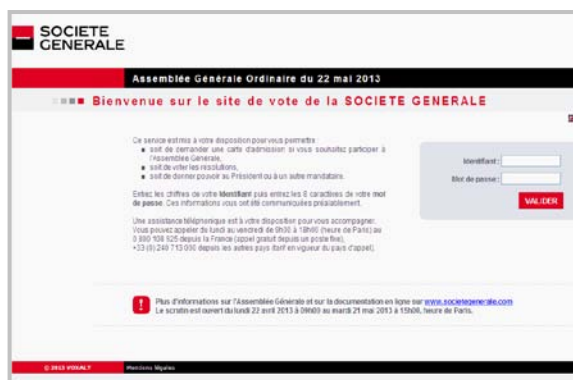 SOCIETE
GENERALE
Assemblée Générale Ordinaire du 22 mai 2013
Bienvenue sur le site de vote de la SOCIETE GENERALE
Ce service est mis à votre disposition pour vous permettre :
soit de demander une carte d'admission si vous souhaitez participer à
l'Assemblée Générale,
soit de voter les résolutions,
soit de donner pouvoir au Président ou à un autre mandataire.
Entrez les chiffres de votre Identifiant puis entrez les 6 caractères de votre mot
de passe. Ces informations vous ont été communiquées préalablement.
Une assistance téléphonique est à votre disposition pour vous accompagner.
Vous pouvez appeler du lundi au vendredi de 9h00 à 18h00 (heure de Paris) au
depuis la France (appel gratuit depuis un poste fixe),
depuis les autres pays (tarif en vigueur du pays d'appel).
Identifiant :
Mot de passe :
VALIDER
Plus d'informations sur l'Assemblée Générale et sur la documentation en ligne sur www.societegenerale.com
Le scrutin est ouvert du lundi 22 avril 2013 à 09h00 au mardi 21 mai 2013 à 15h00, heure de Paris.
© 2013 VOXALY
Mentions légales